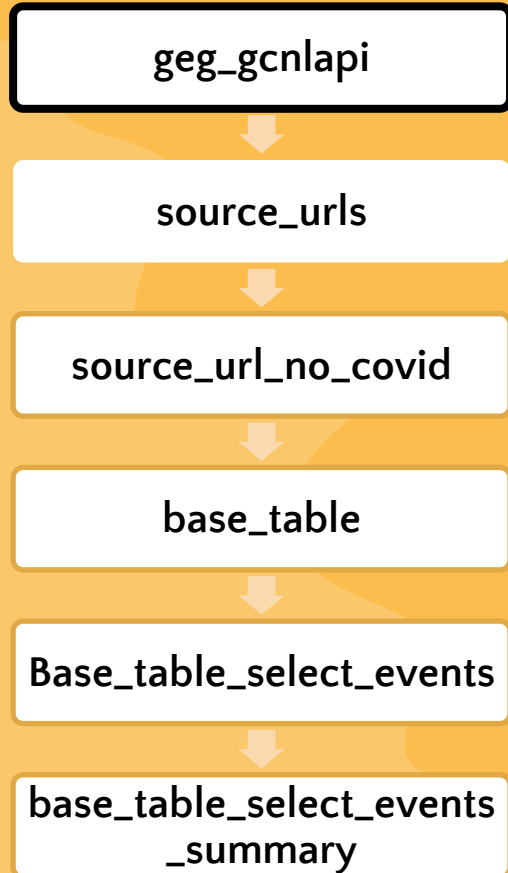 geg_gcnlapi
source_urls
source_url_no_covid
base_table
Base_table_select_events
base_table_select_events
_summary